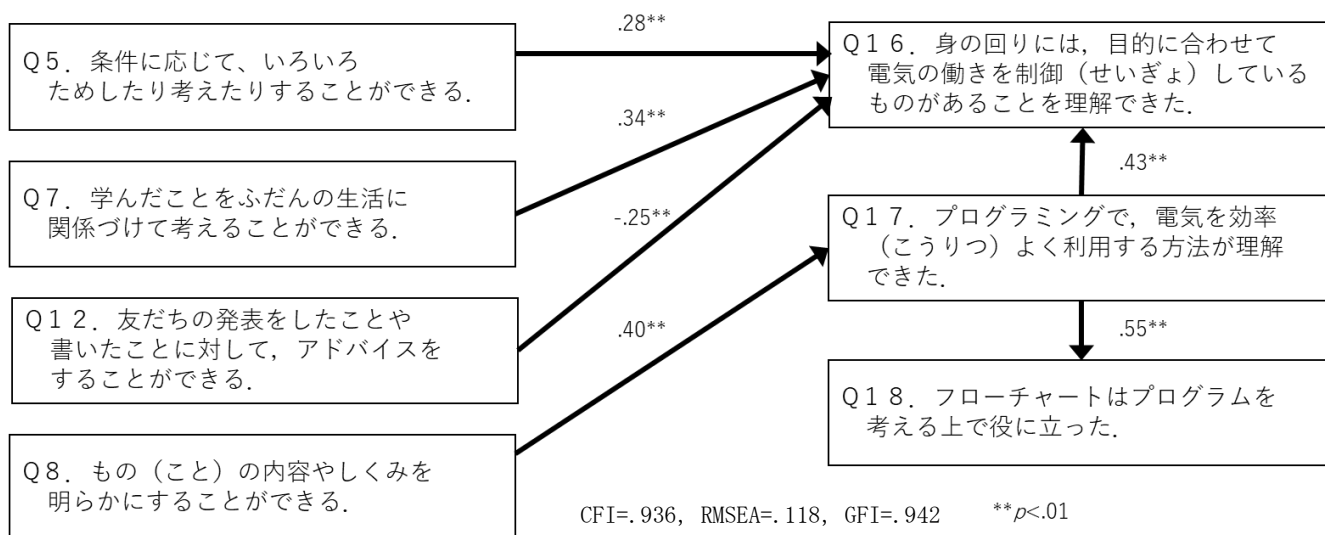 Q5．条件に応じて、いろいろ
ためしたり考えたりすることができる．
Q7．学んだことをふだんの生活に
関係づけて考えることができる．
Q12．友だちの発表をしたことや
書いたことに対して，アドバイスを
することができる．
Q8．もの（こと）の内容やしくみを
明らかにすることができる．
.28**
.34**
-.25**
.40**
Q16．身の回りには，目的に合わせて
電気の働きを制御（せいぎょ）している
ものがあることを理解できた．
.43**
Q17．プログラミングで，電気を効率
（こうりつ）よく利用する方法が理解
できた．
.55**
Q18．フローチャートはプログラムを
考える上で役に立った．
CFI=.936, RMSEA=.118, GFI=.942 **p<.01